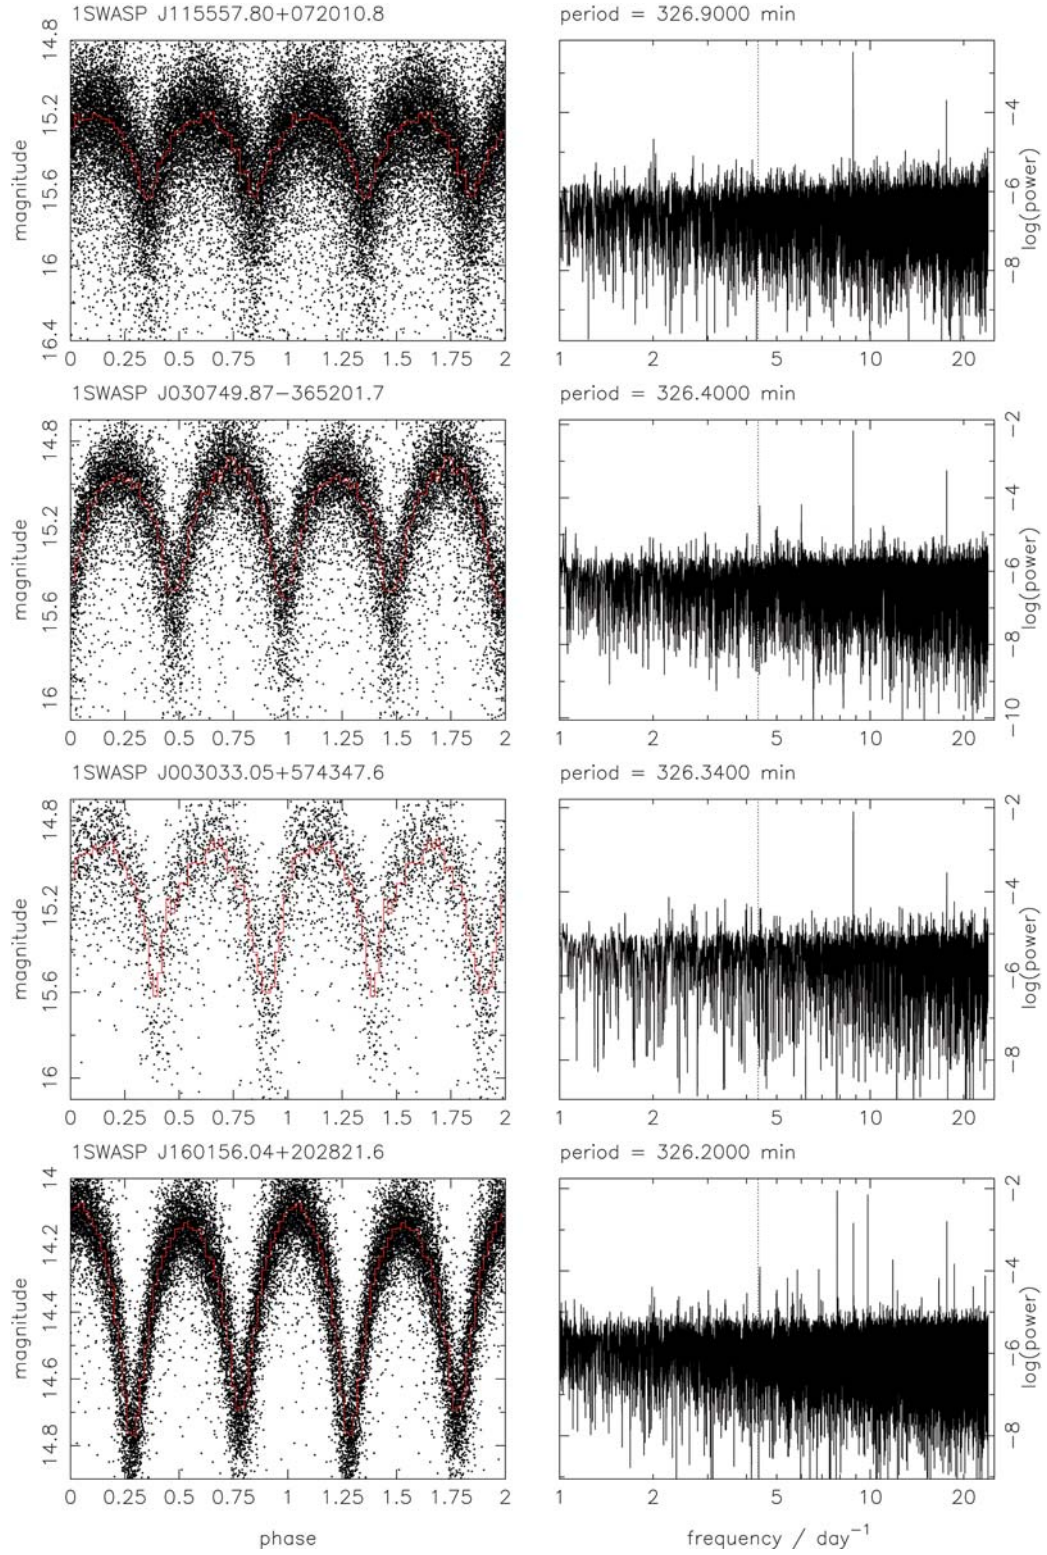 1SWASP J115557.80+072010.8
period = 326.9000 min
14.8
15.2
15.6
16
16.4
magnitude
0 0.25 0.5 0.75 1 1.25 1.5 1.75 2
−4
−6
−8
log(power)
1 2 5 10 20
1SWASP J030749.87−365201.7
period = 326.4000 min
14.8
15.2
15.6
16
magnitude
0 0.25 0.5 0.75 1 1.25 1.5 1.75 2
−2
−4
−6
−8
−10
log(power)
1 2 5 10 20
1SWASP J003033.05+574347.6
period = 326.3400 min
14.8
15.2
15.6
16
magnitude
0 0.25 0.5 0.75 1 1.25 1.5 1.75 2
−2
−4
−6
−8
log(power)
1 2 5 10 20
1SWASP J160156.04+202821.6
period = 326.2000 min
14
14.2
14.4
14.6
14.8
magnitude
0 0.25 0.5 0.75 1 1.25 1.5 1.75 2
phase
−2
−4
−6
−8
log(power)
1 2 5 10 20
frequency / day⁻¹